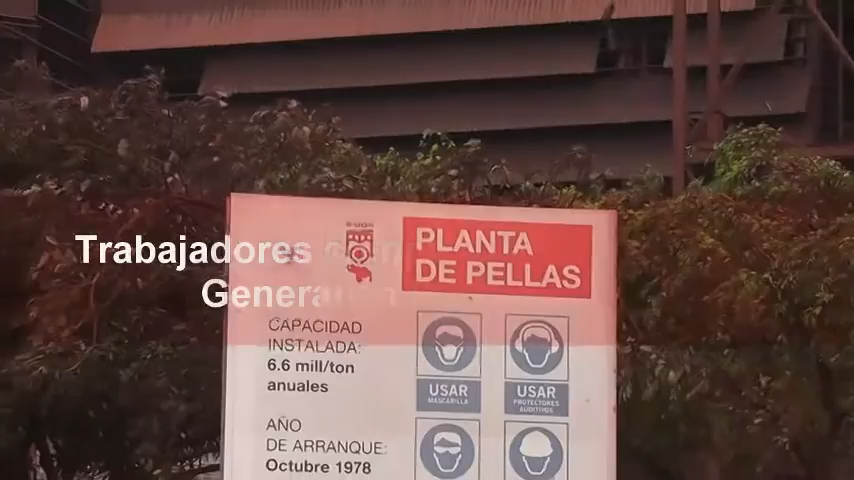 PLANTA
DE PELLAS
Trabajadores
CAPACIDAD
INSTALADA:
6.6 mill/ton
anuales
USAR
MASCARILLA
USAR
PROTECTORES
AUDITIVOS
AÑO
DE ARRANQUE:
Octubre 1978